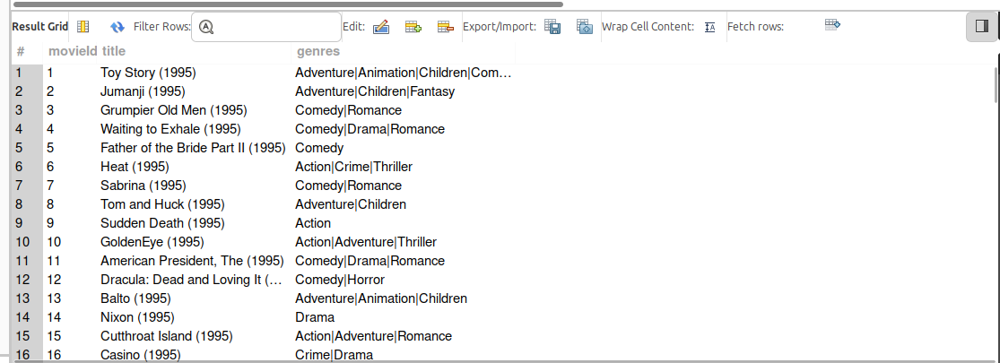 Result Grid Filter Rows: Edit: Export/Import: Wrap Cell Content: IA Fetch rows:
# movieId title genres
1 1 Toy Story (1995) Adventure|Animation|Children|Com…
2 2 Jumanji (1995) Adventure|Children|Fantasy
3 3 Grumpier Old Men (1995) Comedy|Romance
4 4 Waiting to Exhale (1995) Comedy|Drama|Romance
5 5 Father of the Bride Part II (1995) Comedy
6 6 Heat (1995) Action|Crime|Thriller
7 7 Sabrina (1995) Comedy|Romance
8 8 Tom and Huck (1995) Adventure|Children
9 9 Sudden Death (1995) Action
10 10 GoldenEye (1995) Action|Adventure|Thriller
11 11 American President, The (1995) Comedy|Drama|Romance
12 12 Dracula: Dead and Loving It (… Comedy|Horror
13 13 Balto (1995) Adventure|Animation|Children
14 14 Nixon (1995) Drama
15 15 Cutthroat Island (1995) Action|Adventure|Romance
16 16 Casino (1995) Crime|Drama